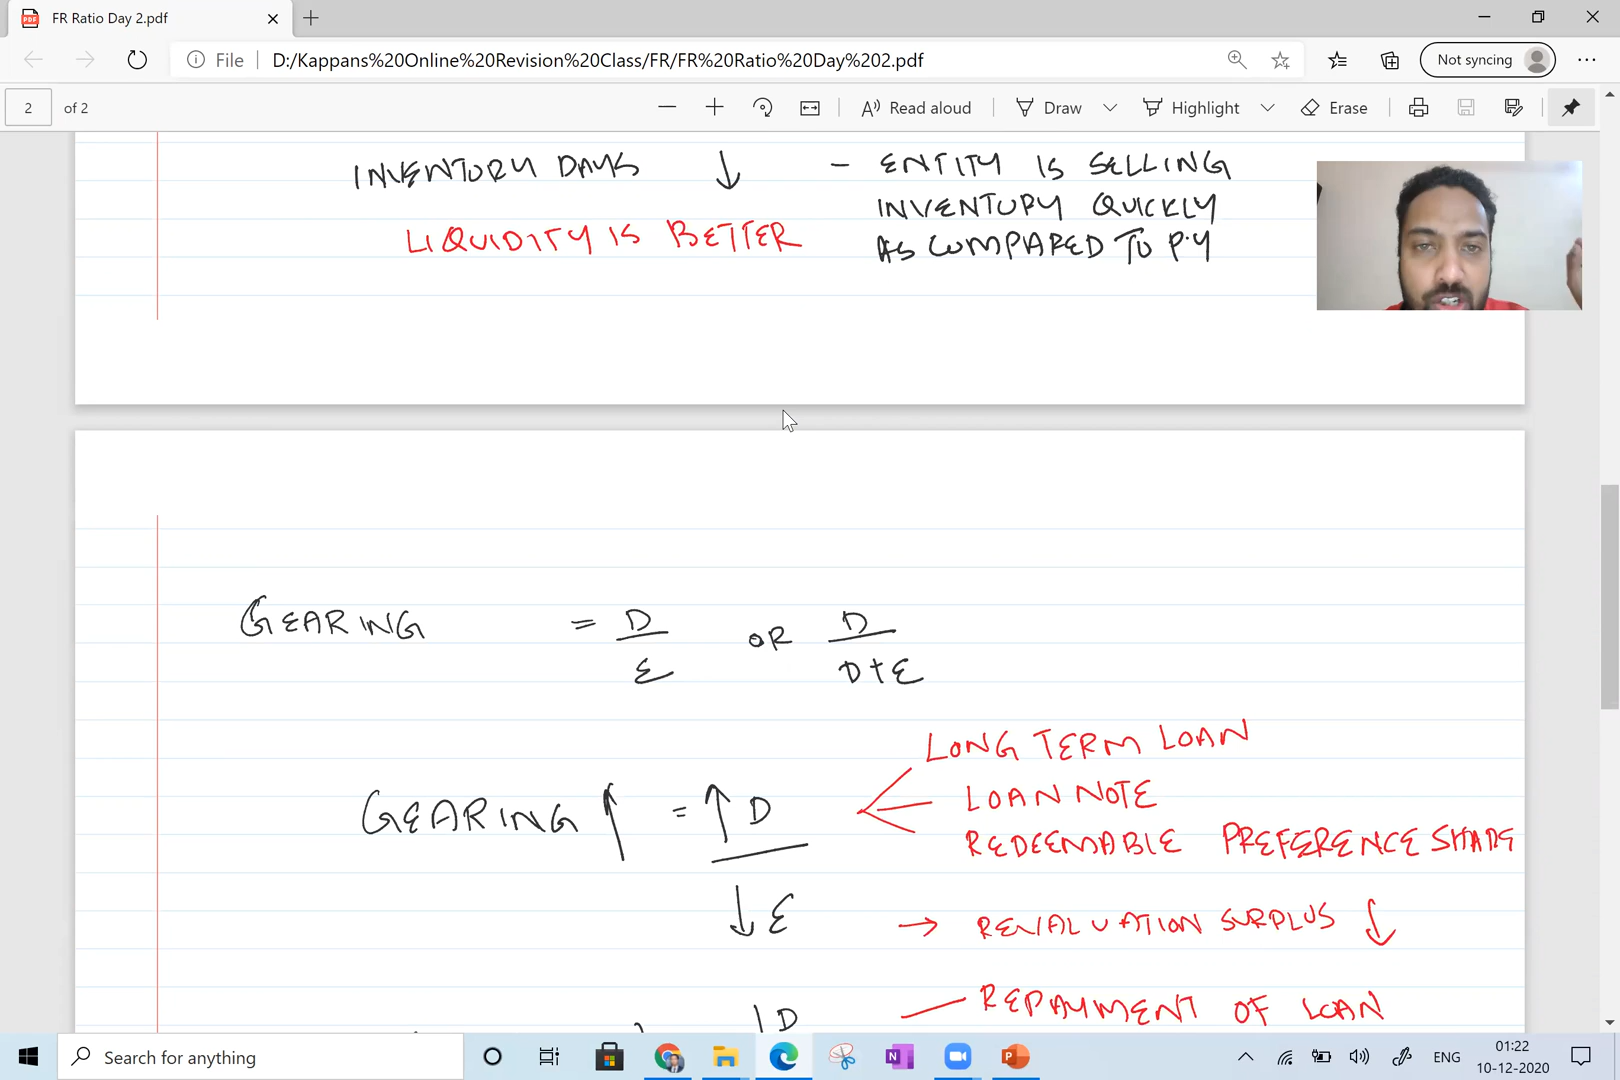 FR Ratio Day 2.pdf
File D:/Kappans%20Online%20Revision%20Class/FR/FR%20Ratio%20Day%202.pdf
Not syncing
2 of 2
Read aloud
Draw
Highlight
Erase
INVENTORY DAYS ↓ - ENTITY IS SELLING
INVENTORY QUICKLY
LIQUIDITY IS BETTER
AS COMPARED TO P.Y
GEARING = D/E OR D/D+E
LONG TERM LOAN
GEARING ↑ = ↑ D
LOAN NOTE
REDEEMABLE PREFERENCE SHARE
↓ E
→ REVALUATION SURPLUS ↓
↓ D — REPAYMENT OF LOAN
Search for anything
ENG
01:22
10-12-2020